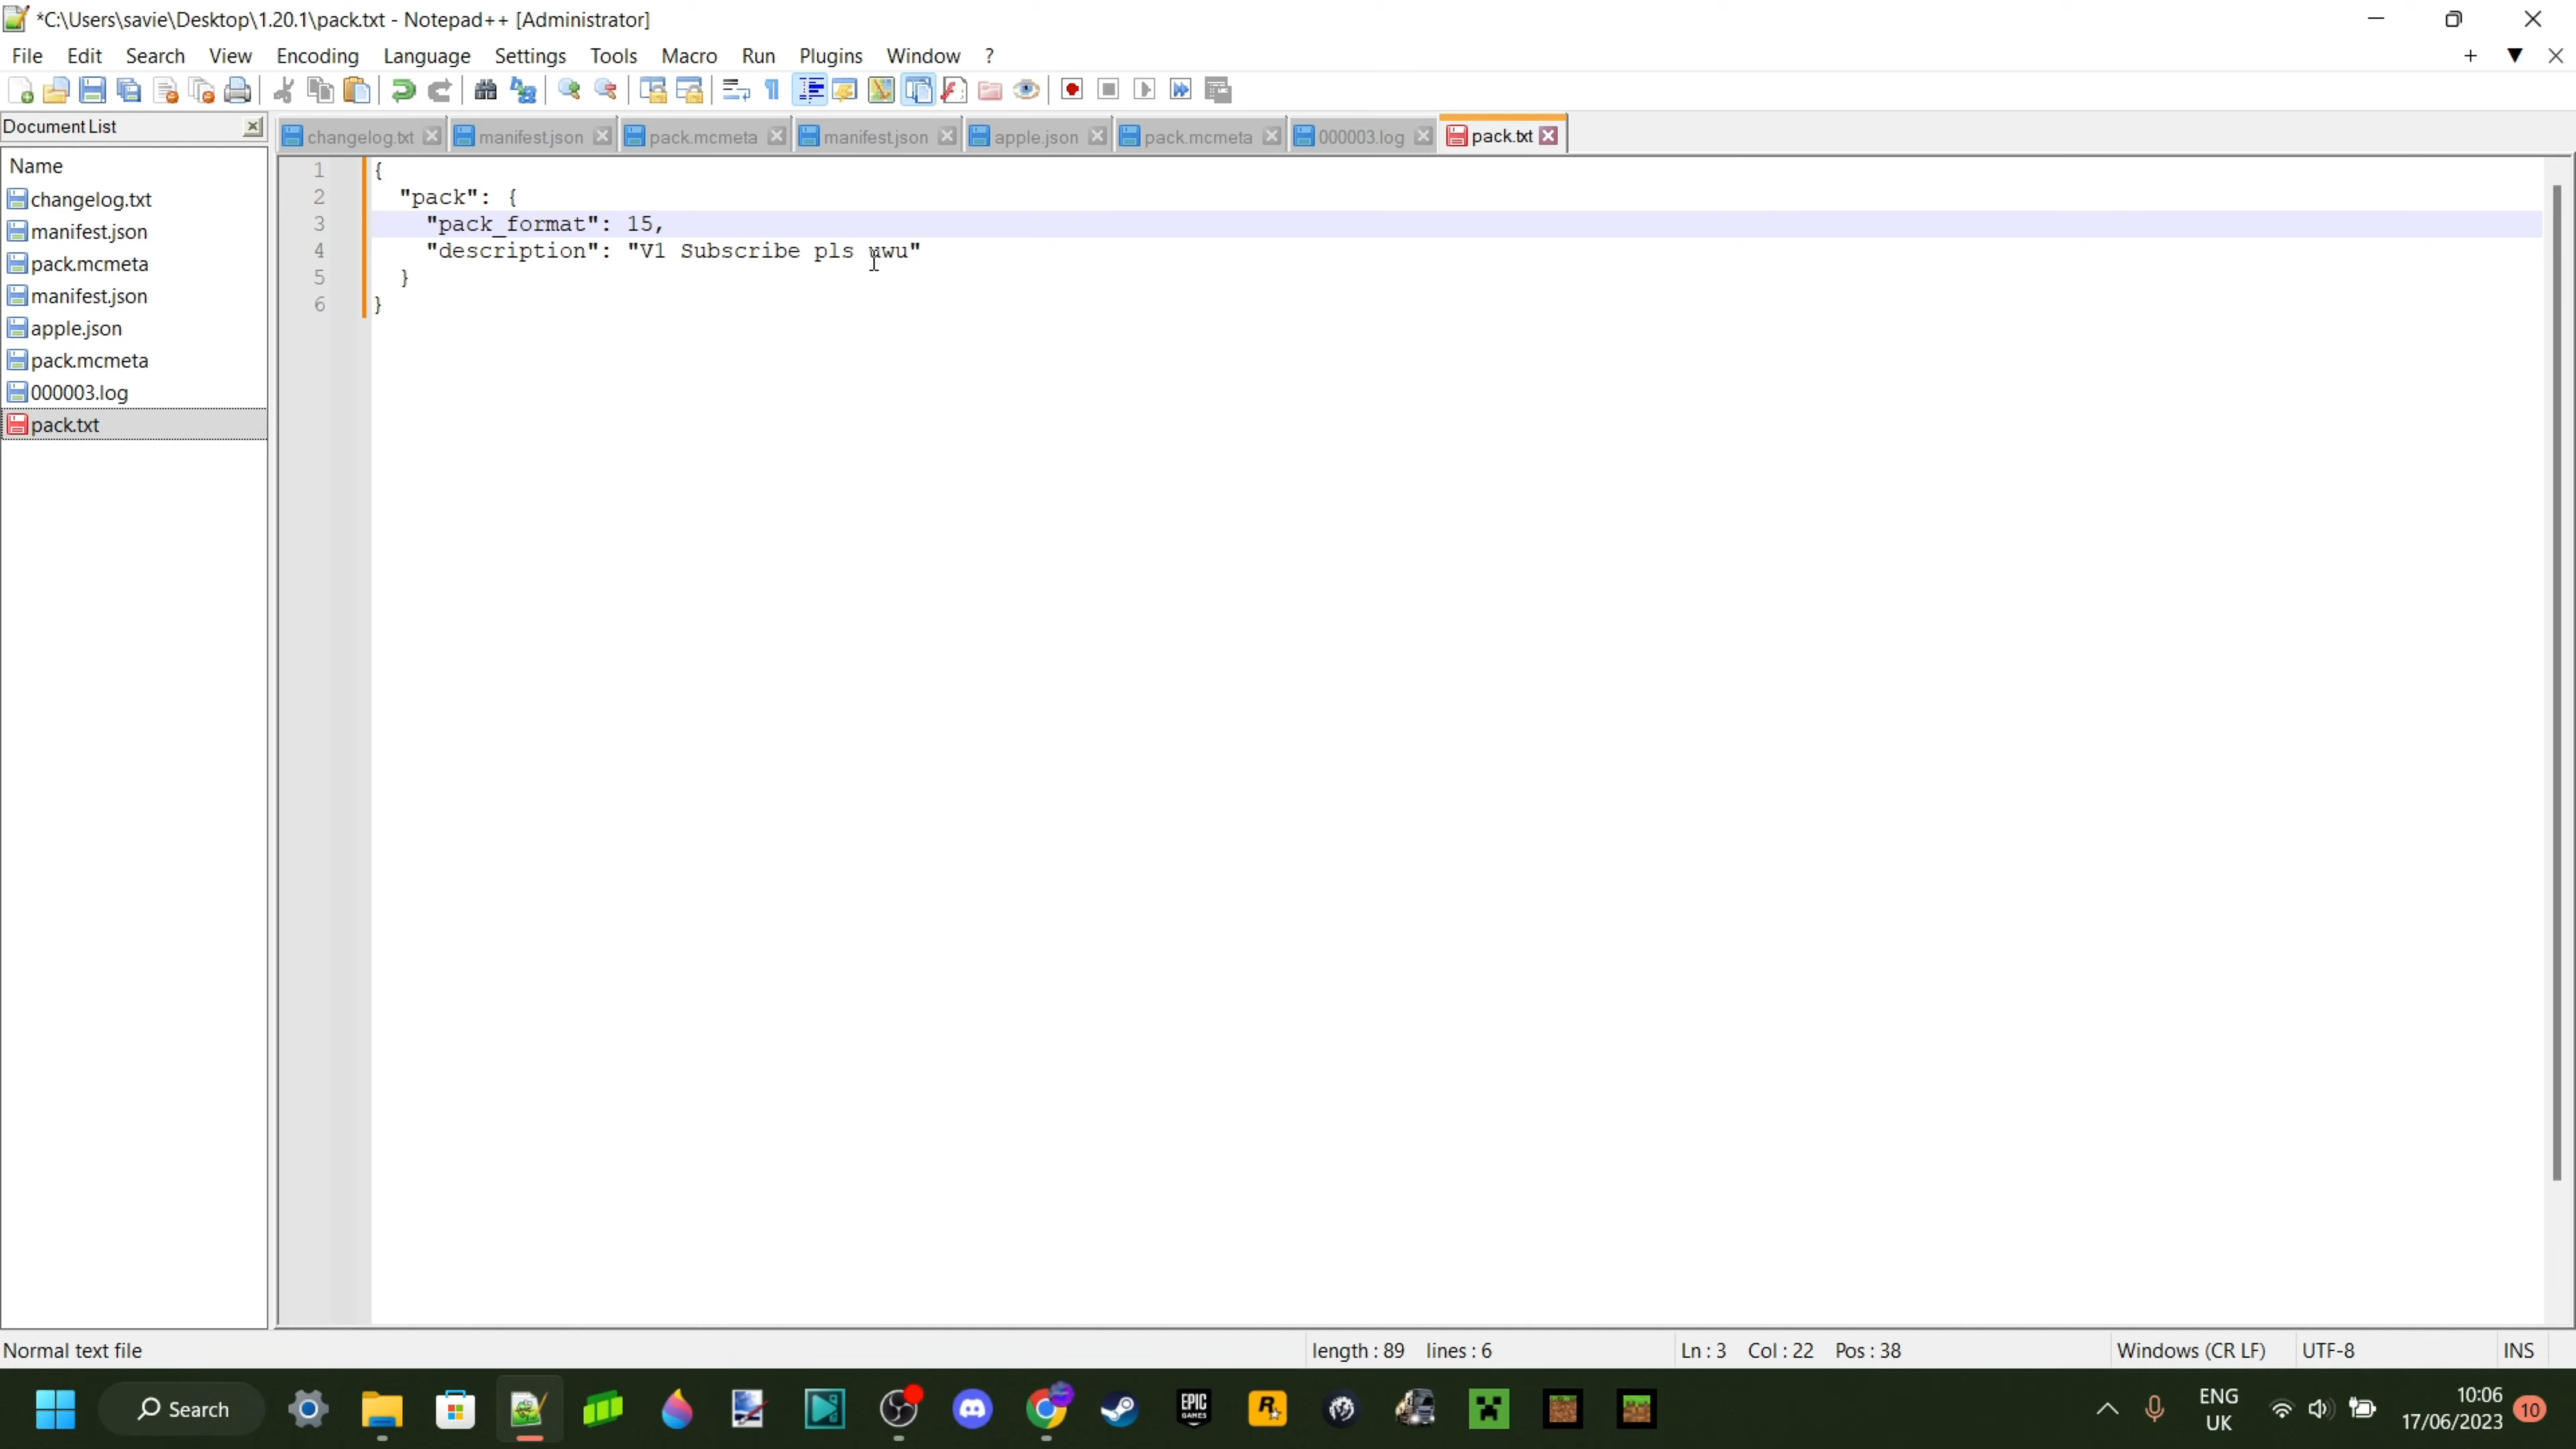 *C:\Users\savie\Desktop\1.20.1\pack.txt - Notepad++ [Administrator]
File Edit Search View Encoding Language Settings Tools Macro Run Plugins Window ?
Document List
changelog.txt manifest.json pack.mcmeta manifest.json apple.json pack.mcmeta 000003.log pack.txt
Name
changelog.txt
manifest.json
pack.mcmeta
manifest.json
apple.json
pack.mcmeta
000003.log
pack.txt
1 {
2 "pack": {
3 "pack_format": 15,
4 "description": "V1 Subscribe pls uwu"
5 }
6 }
Normal text file length : 89 lines : 6 Ln : 3 Col : 22 Pos : 38 Windows (CR LF) UTF-8 INS
Search
EPIC GAMES
R
ENG
UK
10:06
17/06/2023
10